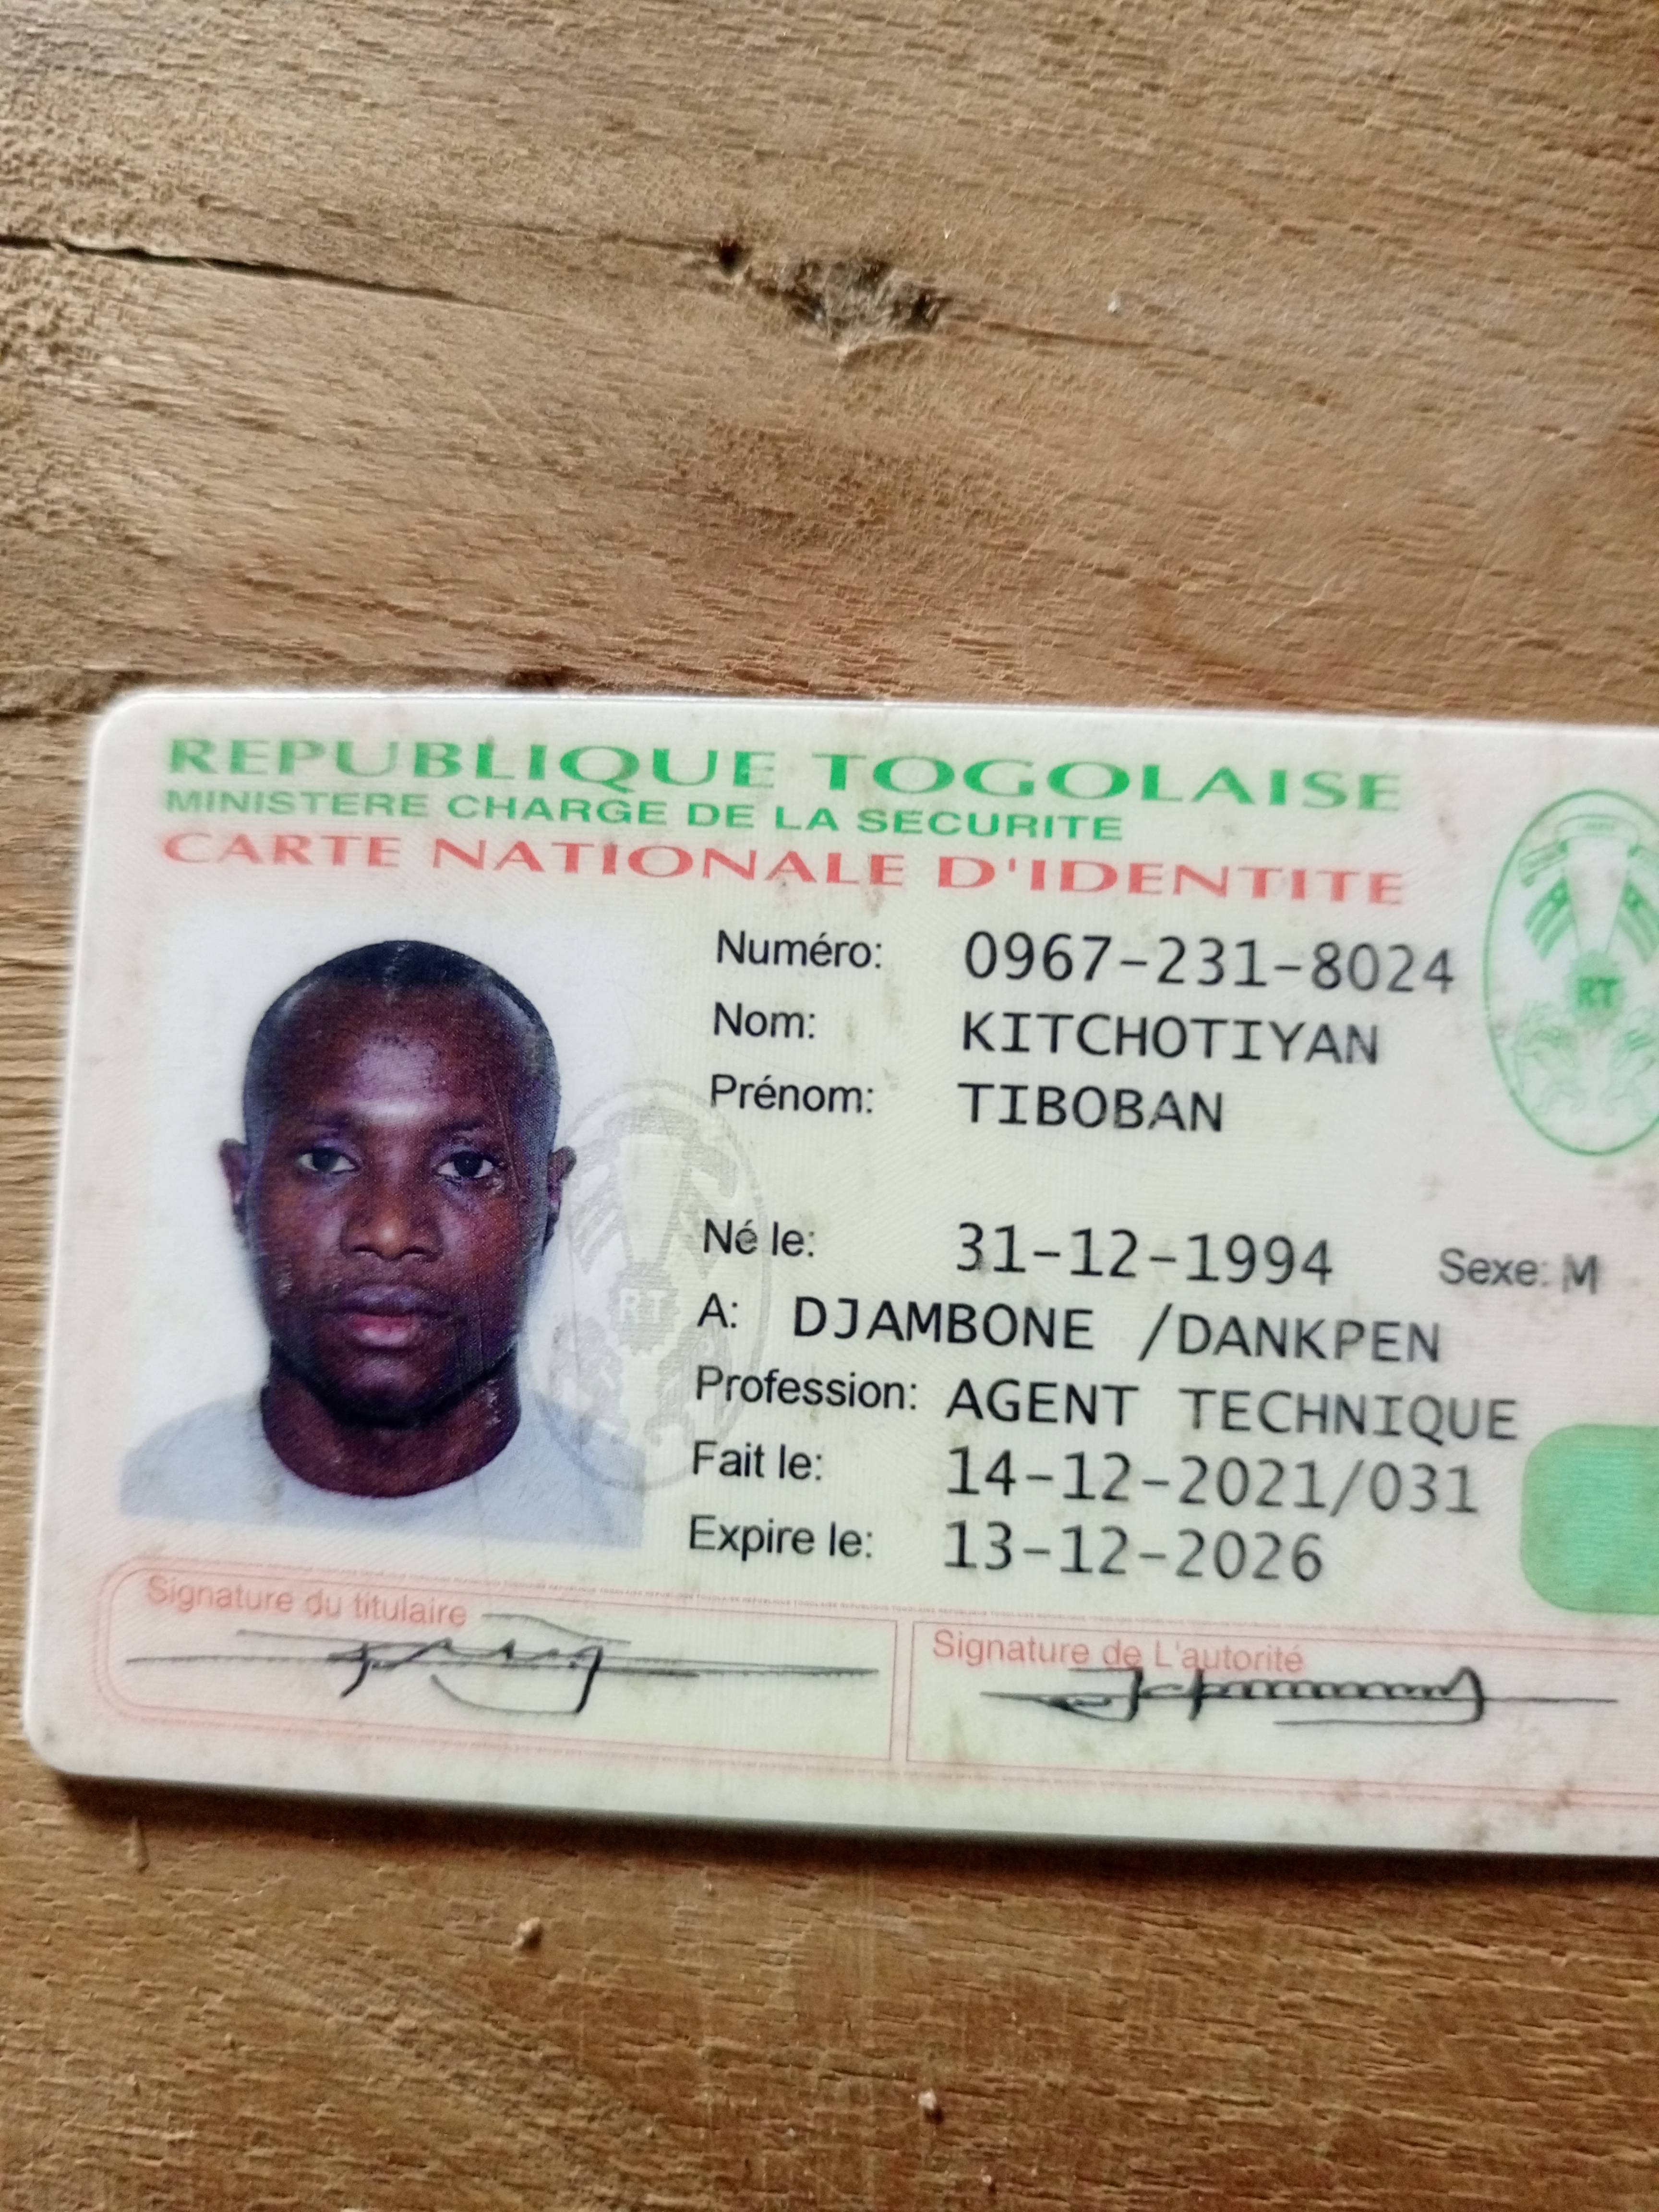 REPUBLIQUE TOGOLAISE
MINISTERE CHARGE DE LA SECURITE
CARTE NATIONALE D'IDENTITE
Numéro: 0967-231-8024
Nom: KITCHOTIYAN
Prénom: TIBOBAN
Né le: 31-12-1994 Sexe: M
A: DJAMBONE /DANKPEN
Profession: AGENT TECHNIQUE
Fait le: 14-12-2021/031
Expire le: 13-12-2026
Signature du titulaire
Signature de L'autorité
RT
RT